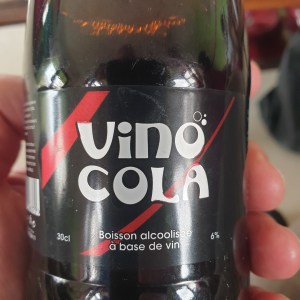 Vino
COLA
30cl
Boisson alcoolisée
à base de vin
6%